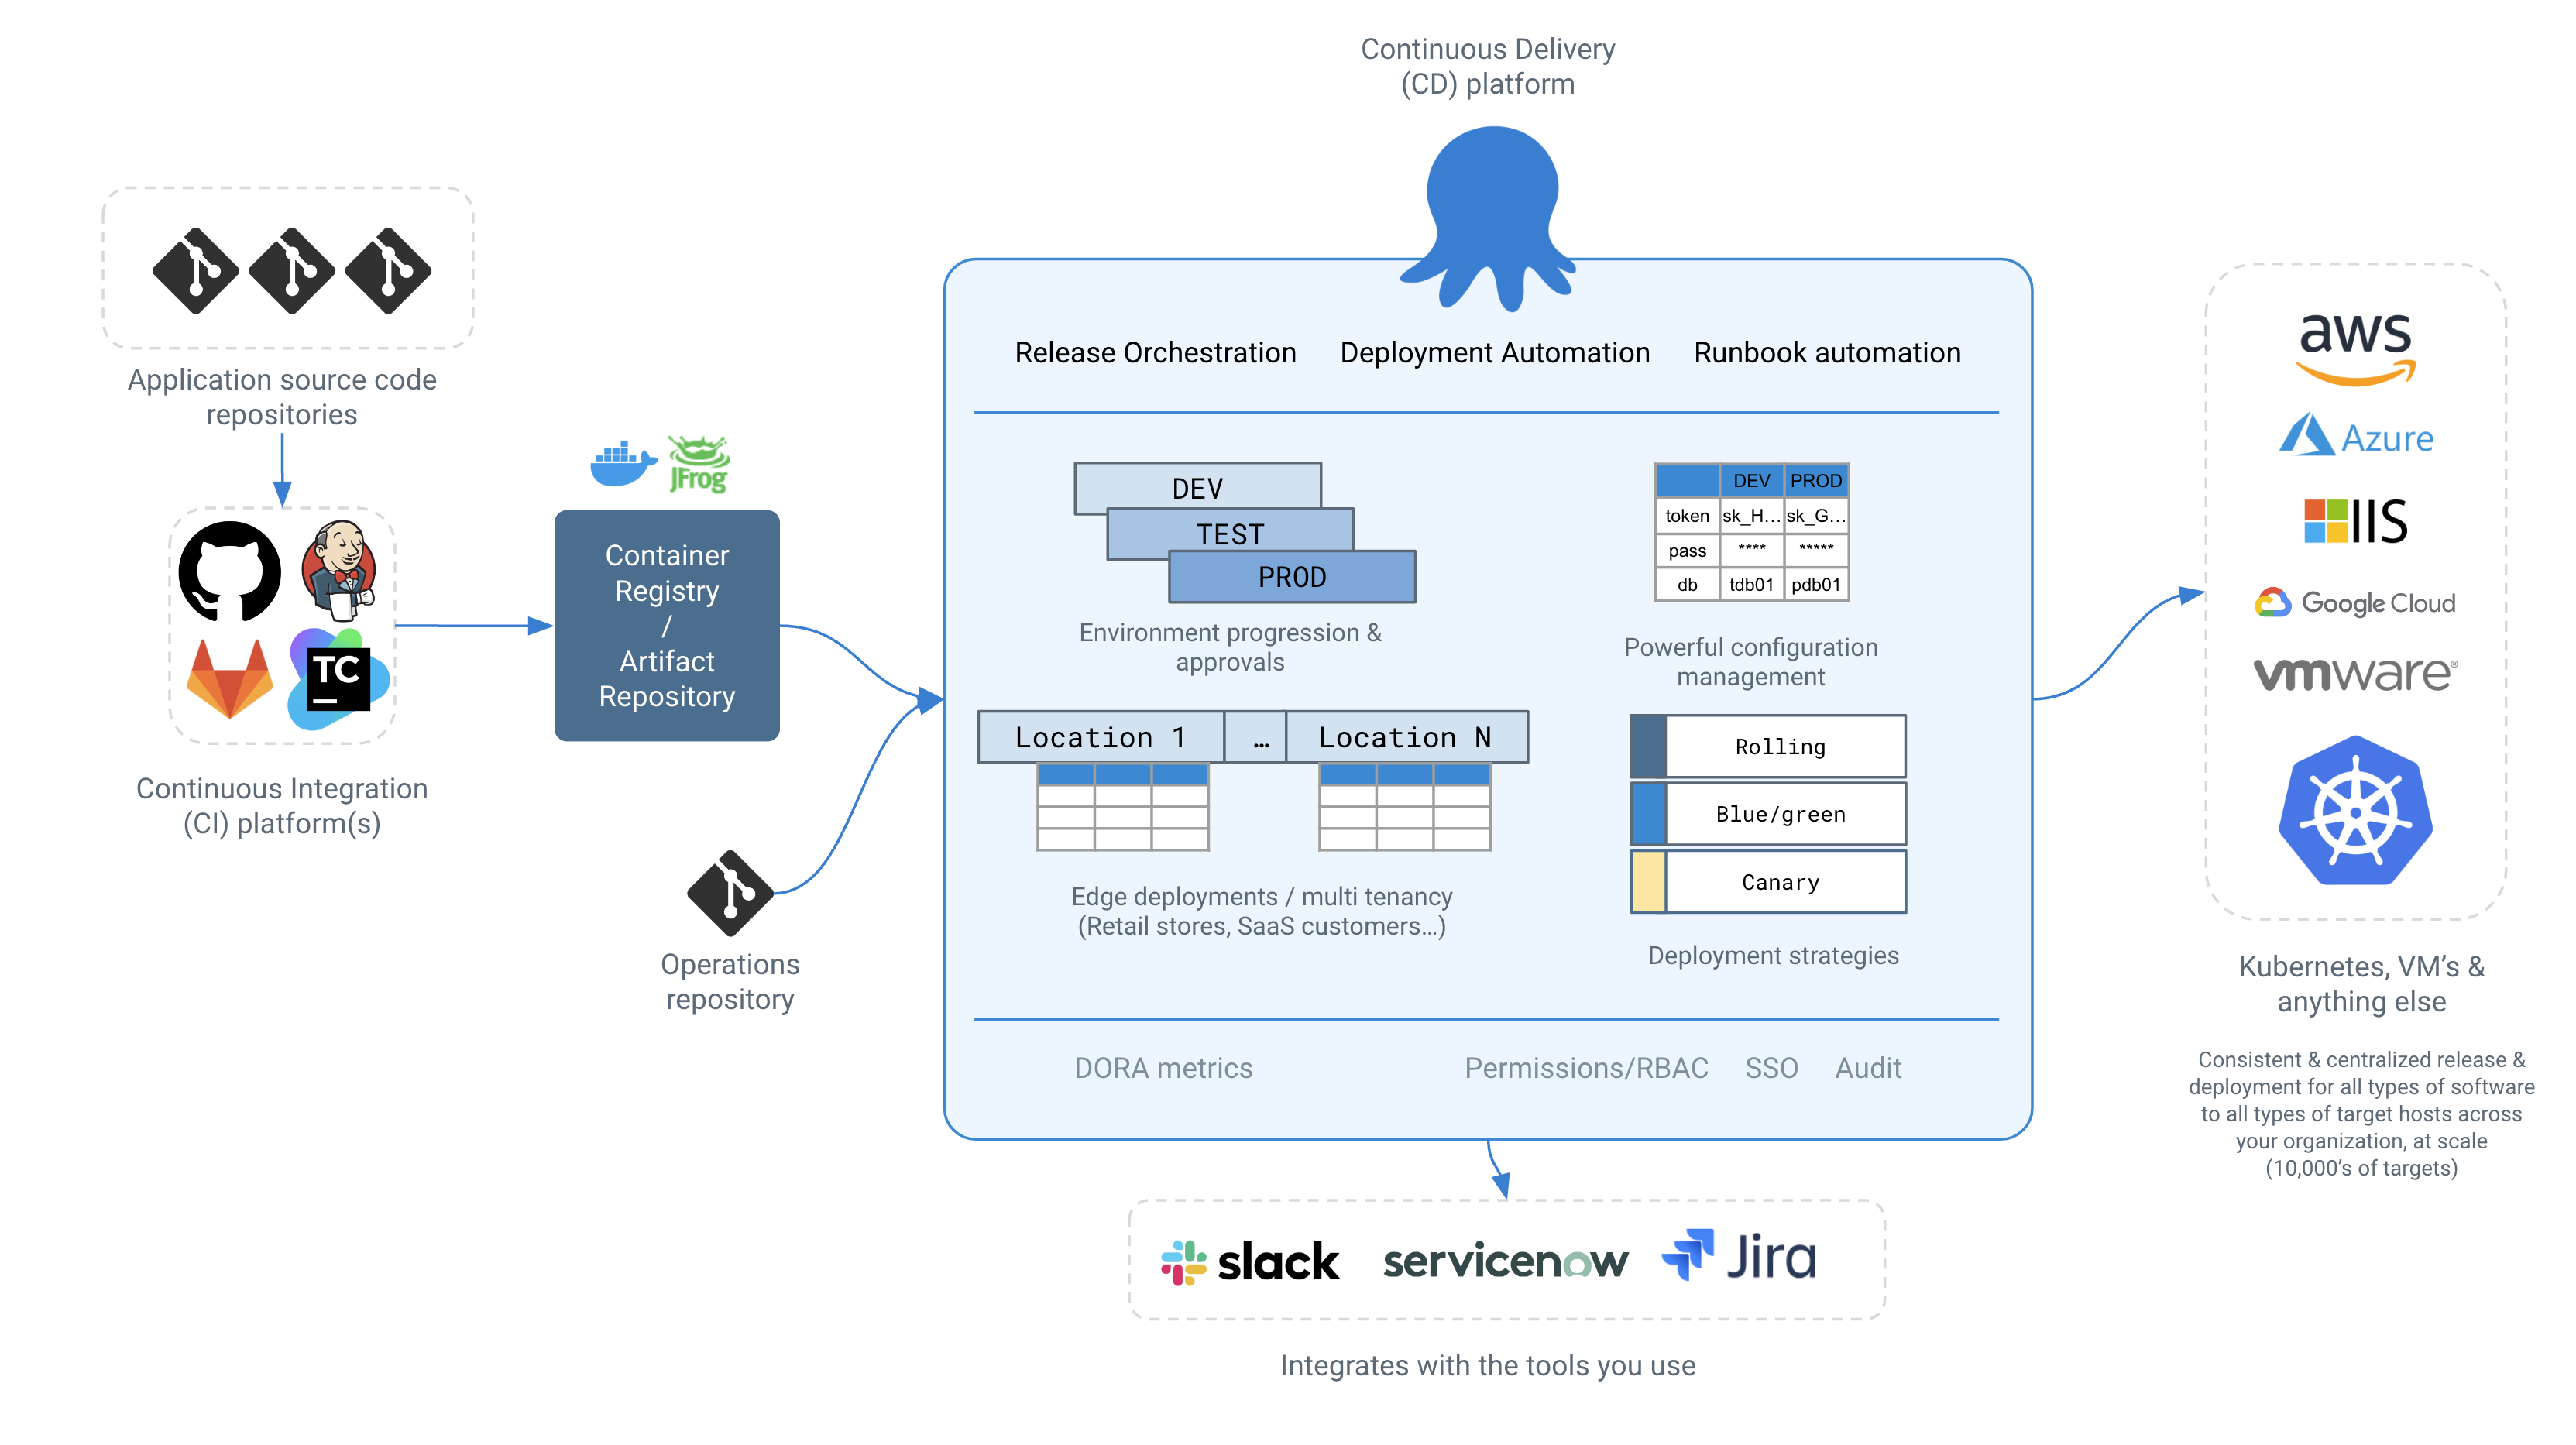 Continuous Delivery
(CD) platform
Application source code
repositories
JFrog
Container
Registry
/
Artifact
Repository
TC
Continuous Integration
(CI) platform(s)
Operations
repository
Release Orchestration
Deployment Automation
Runbook automation
DEV
TEST
PROD
Environment progression &
approvals
DEV PROD
token sk_H... sk_G...
pass **** *****
db tdb01 pdb01
Powerful configuration
management
Location 1 … Location N
Edge deployments / multi tenancy
(Retail stores, SaaS customers…)
Rolling
Blue/green
Canary
Deployment strategies
DORA metrics
Permissions/RBAC SSO Audit
slack servicenow Jira
Integrates with the tools you use
aws
Azure
IIS
Google Cloud
vmware®
Kubernetes, VM’s &
anything else
Consistent & centralized release &
deployment for all types of software
to all types of target hosts across
your organization, at scale
(10,000’s of targets)